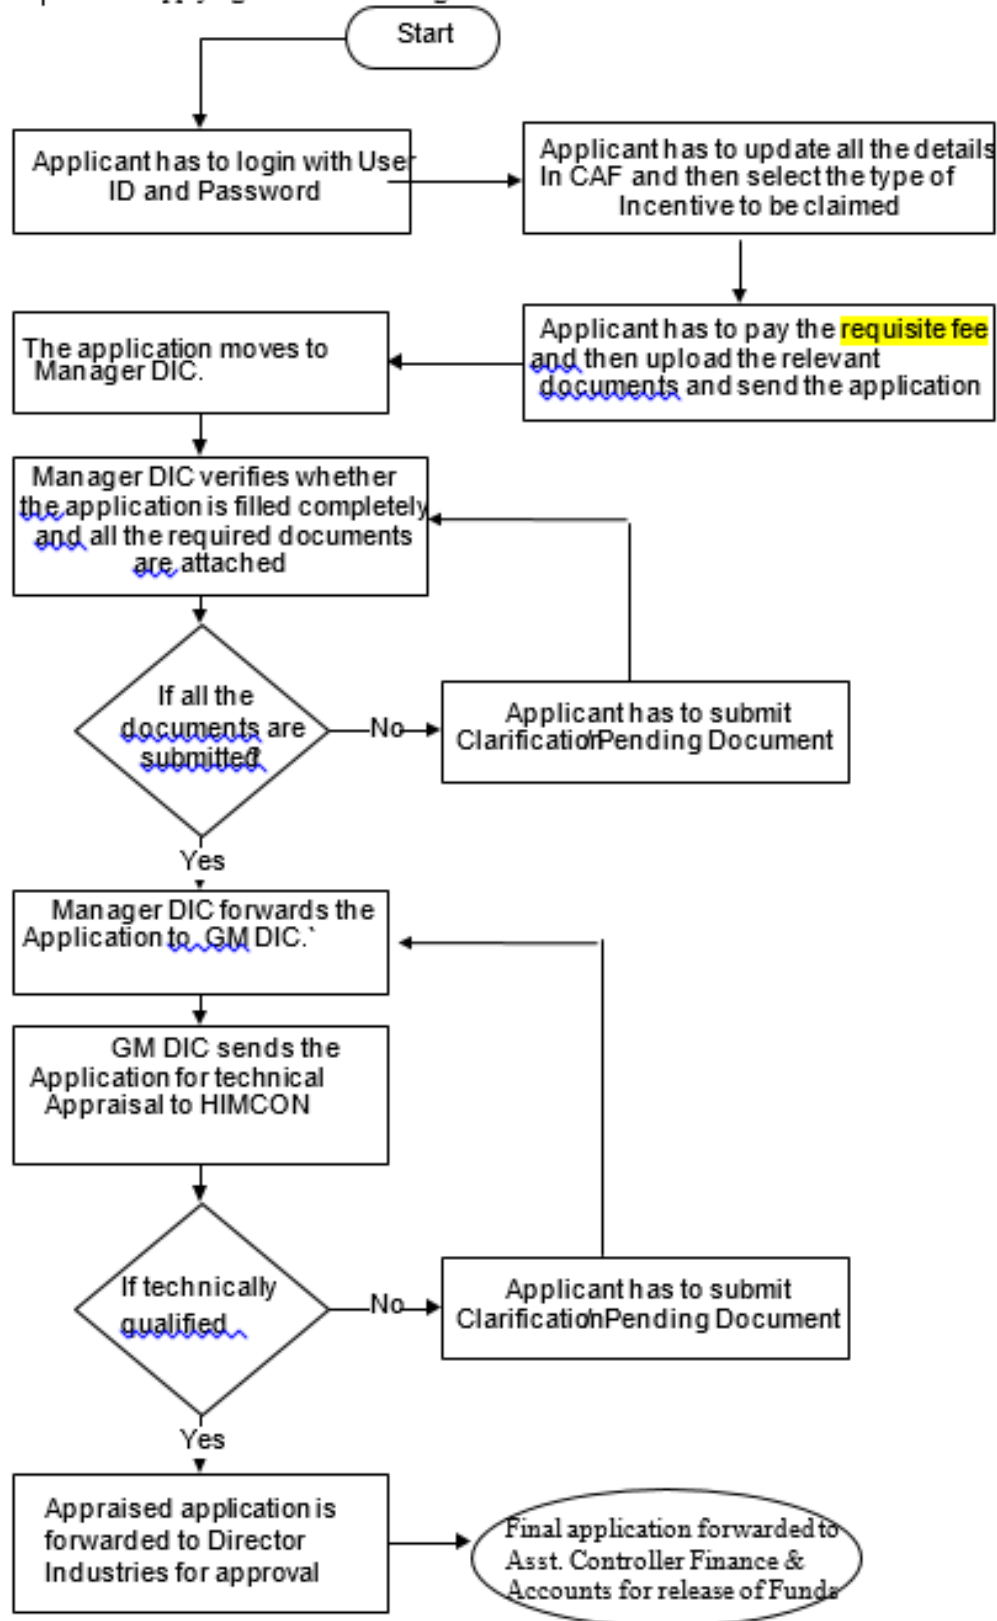 Start
Applicant has to login with User
ID and Password
Applicant has to update all the details
In CAF and then select the type of
Incentive to be claimed
Applicant has to pay the requisite fee
and then upload the relevant
documents and send the application
The application moves to
Manager DIC.
Manager DIC verifies whether
the application is filled completely
and all the required documents
are attached
If all the
documents are
submitted?
No
Applicant has to submit
Clarification/Pending Document
Yes
Manager DIC forwards the
Application to GM DIC.`
GM DIC sends the
Application for technical
Appraisal to HIMCON
If technically
qualified
No
Applicant has to submit
Clarification/Pending Document
Yes
Appraised application is
forwarded to Director
Industries for approval
Final application forwarded to
Asst. Controller Finance &
Accounts for release of Funds